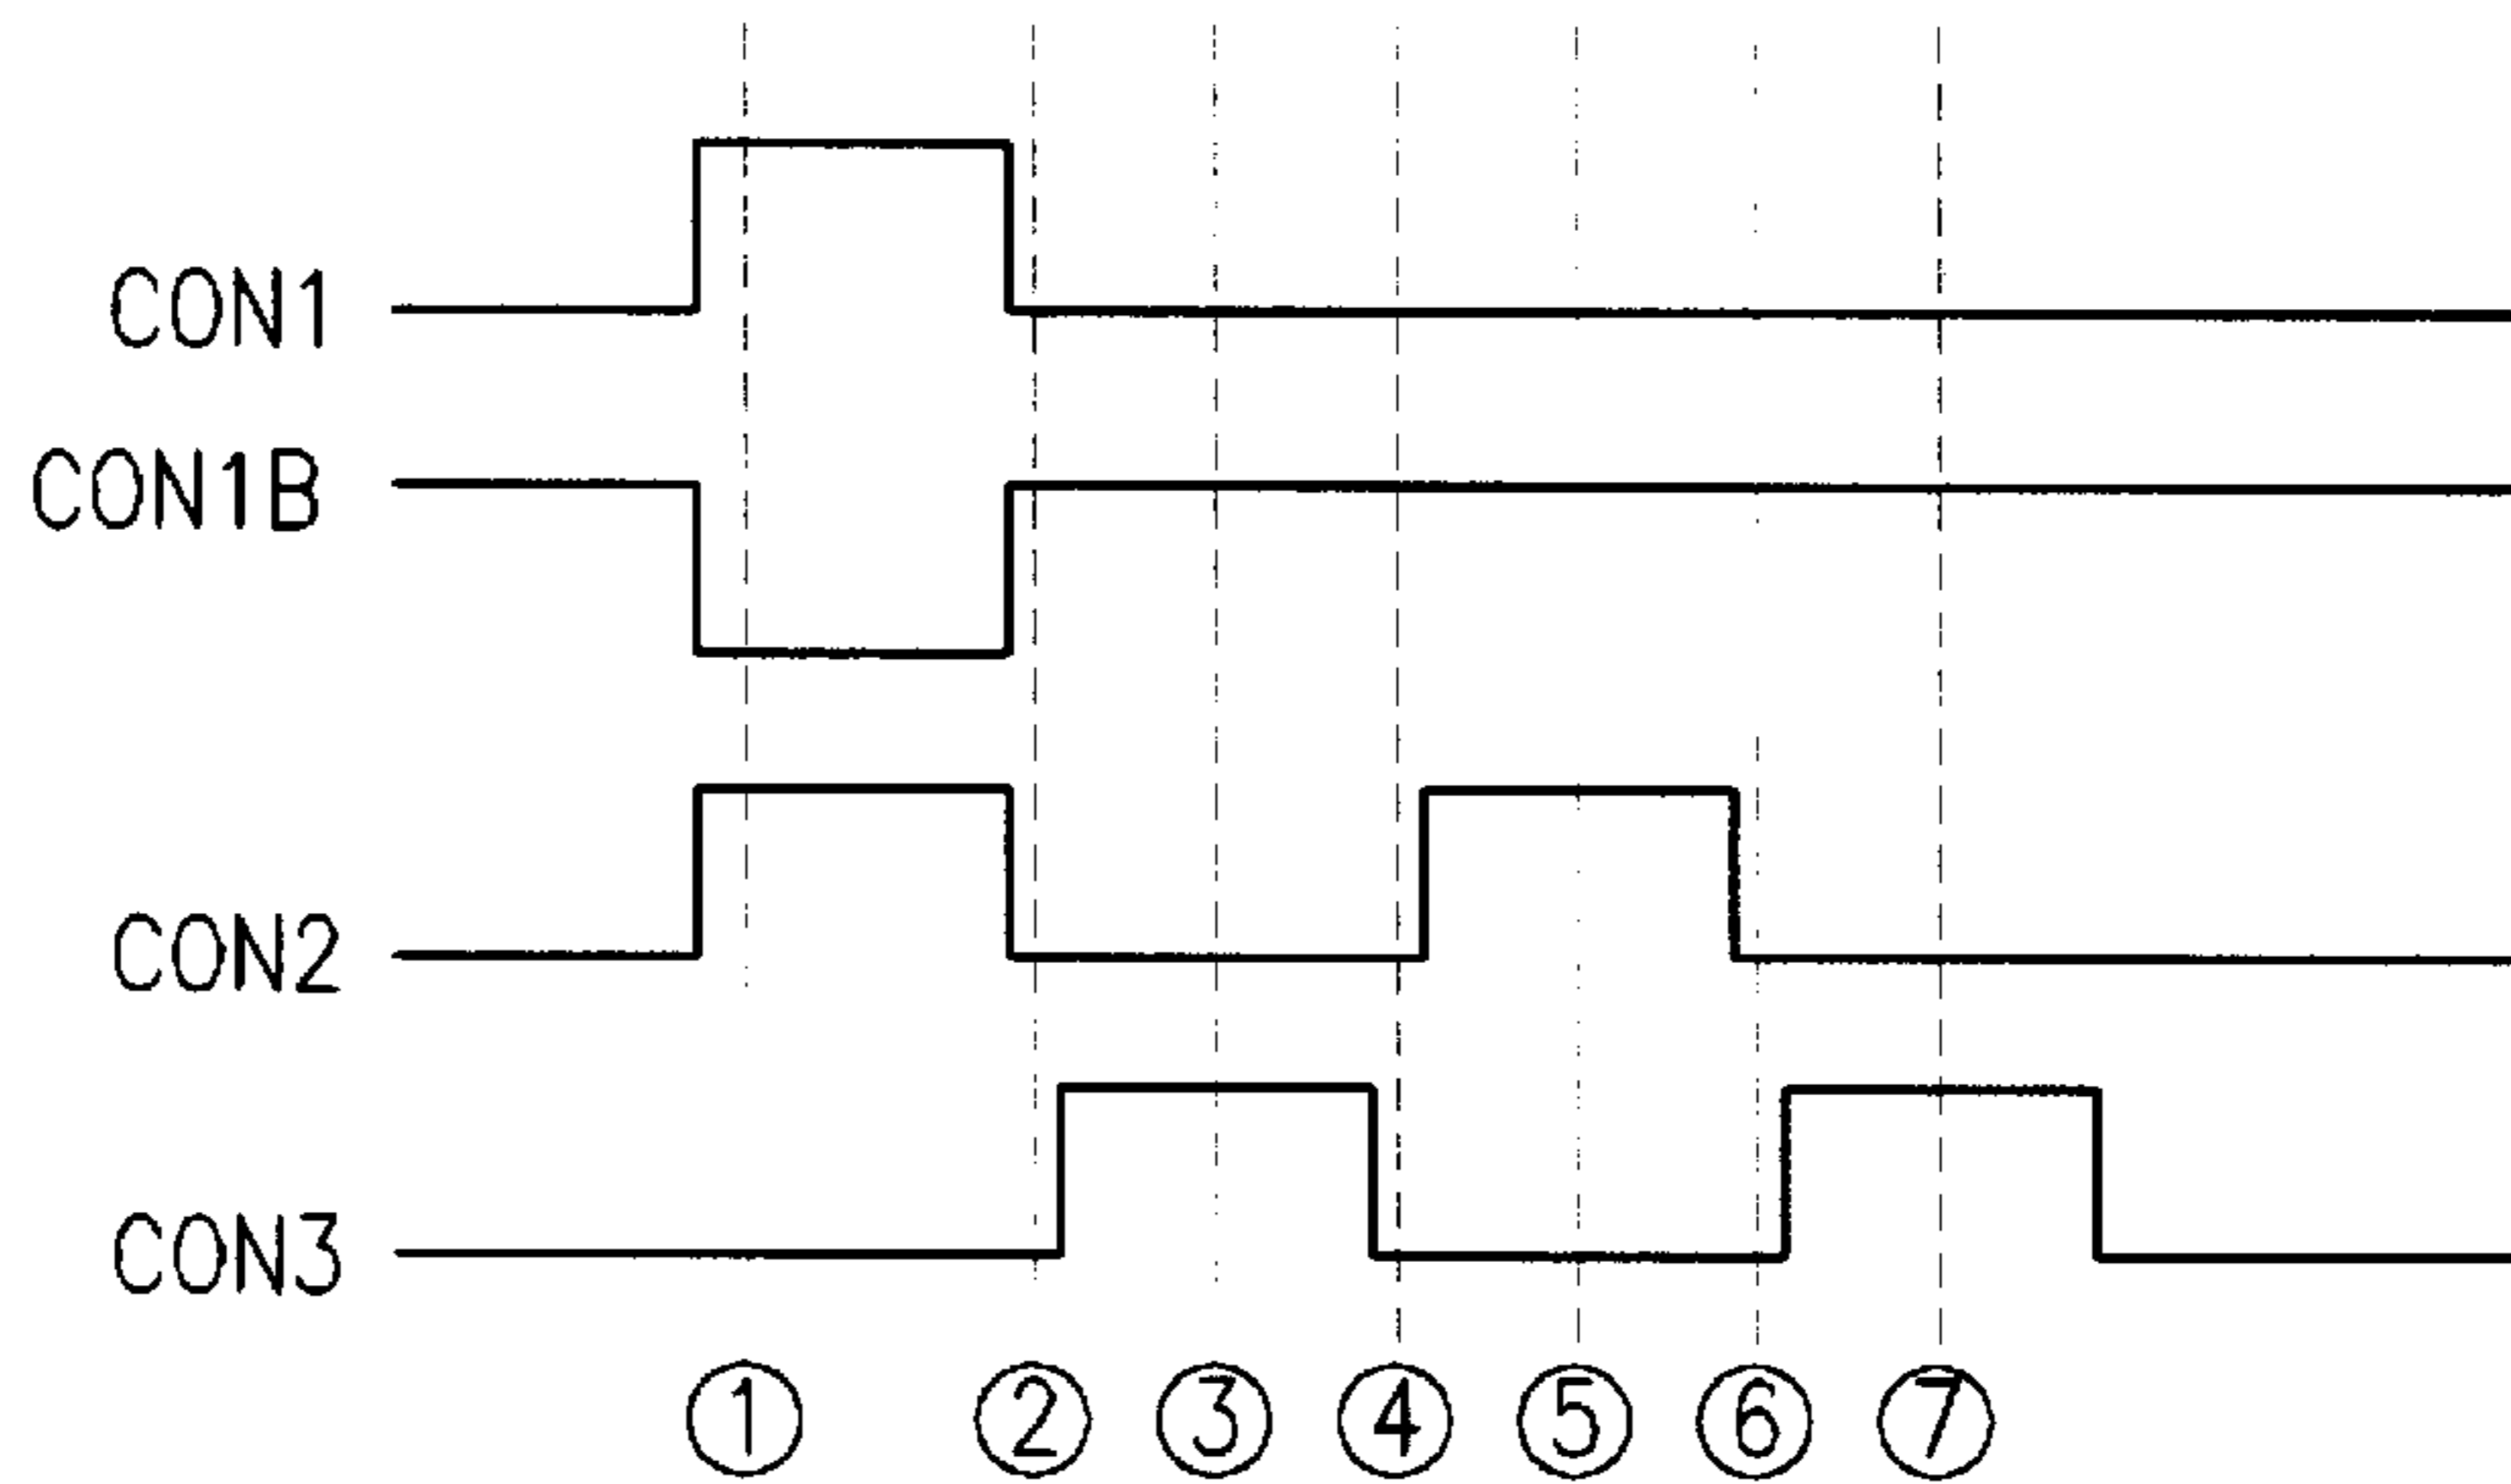 CON1
CON1B
CON2
CON3
① ② ③ ④ ⑤ ⑥ ⑦